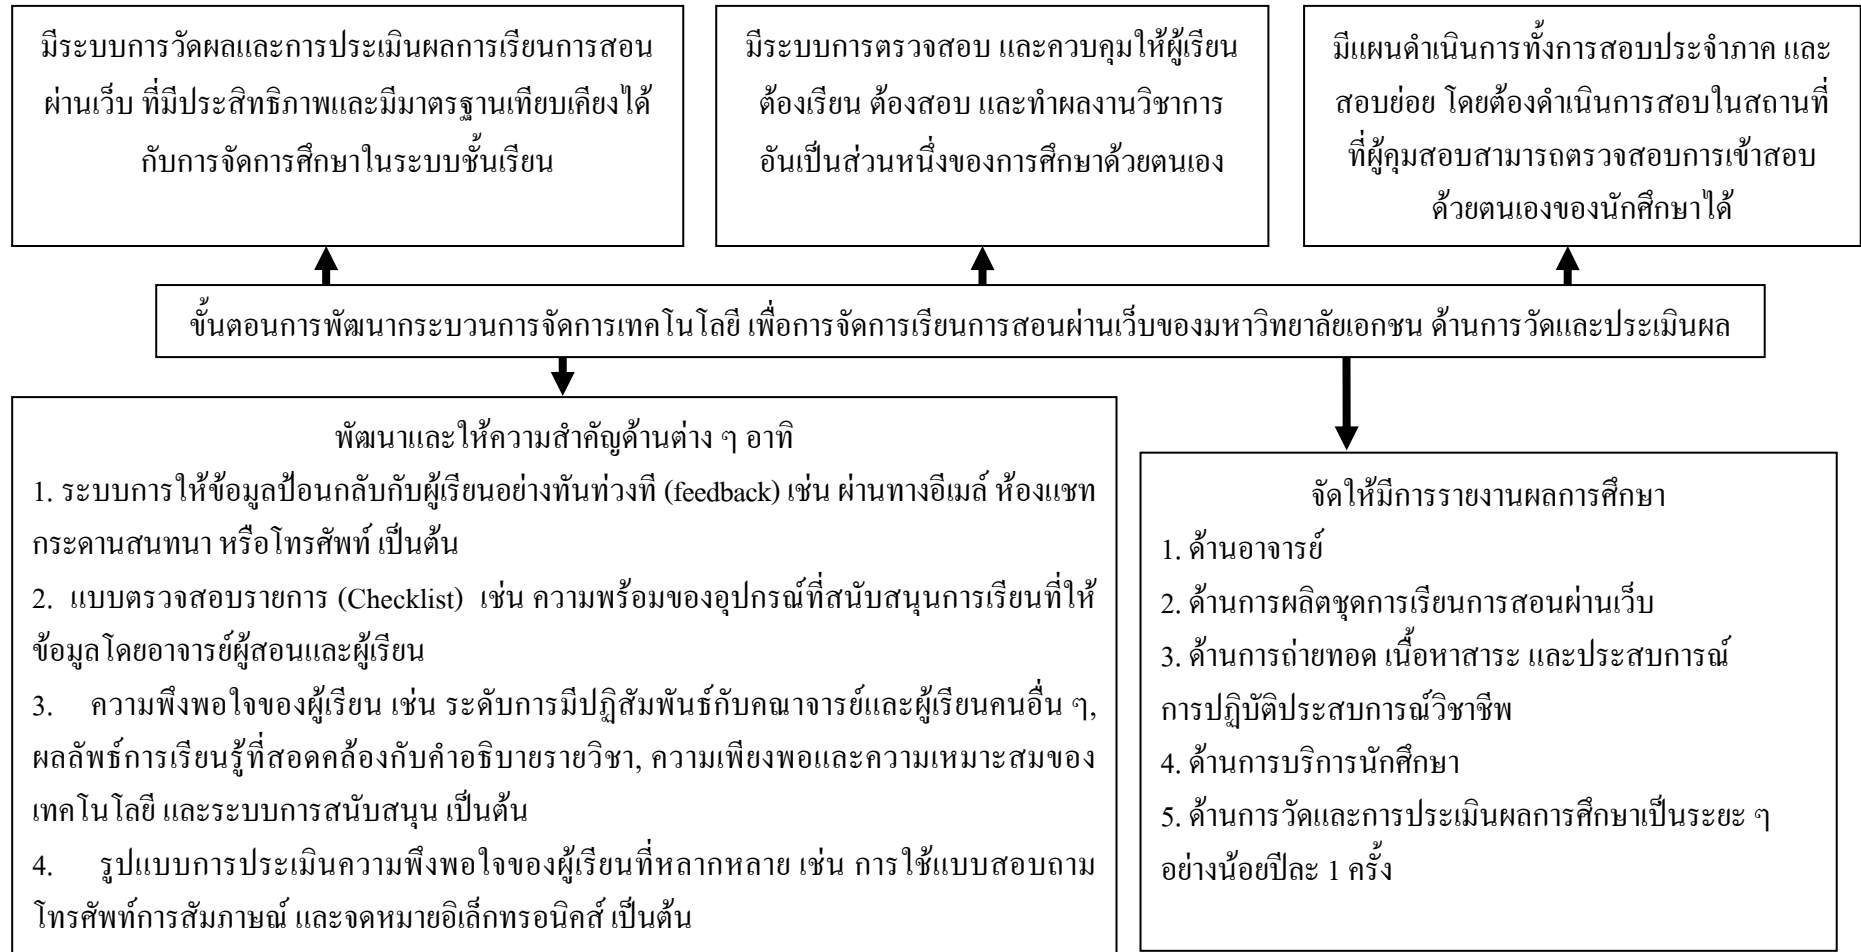 มีระบบการวัดผลและการประเมินผลการเรียนการสอน
ผ่านเว็บ ที่มีประสิทธิภาพและมีมาตรฐานเทียบเคียงได้
กับการจัดการศึกษาในระบบชั้นเรียน
มีระบบการตรวจสอบ และควบคุมให้ผู้เรียน
ต้องเรียน ต้องสอบ และทำผลงานวิชาการ
อันเป็นส่วนหนึ่งของการศึกษาด้วยตนเอง
มีแผนดำเนินการทั้งการสอบประจำภาค และ
สอบย่อย โดยต้องดำเนินการสอบในสถานที่
ที่ผู้คุมสอบสามารถตรวจสอบการเข้าสอบ
ด้วยตนเองของนักศึกษาได้
ขั้นตอนการพัฒนากระบวนการจัดการเทคโนโลยี เพื่อการจัดการเรียนการสอนผ่านเว็บของมหาวิทยาลัยเอกชน ด้านการวัดและประเมินผล
พัฒนาและให้ความสำคัญด้านต่าง ๆ อาทิ
1. ระบบการให้ข้อมูลป้อนกลับกับผู้เรียนอย่างทันท่วงที (feedback) เช่น ผ่านทางอีเมล์ ห้องแชท
กระดานสนทนา หรือโทรศัพท์ เป็นต้น
2. แบบตรวจสอบรายการ (Checklist) เช่น ความพร้อมของอุปกรณ์ที่สนับสนุนการเรียนที่ให้
ข้อมูลโดยอาจารย์ผู้สอนและผู้เรียน
3. ความพึงพอใจของผู้เรียน เช่น ระดับการมีปฏิสัมพันธ์กับคณาจารย์และผู้เรียนคนอื่น ๆ,
ผลลัพธ์การเรียนรู้ที่สอดคล้องกับคำอธิบายรายวิชา, ความเพียงพอและความเหมาะสมของ
เทคโนโลยี และระบบการสนับสนุน เป็นต้น
4. รูปแบบการประเมินความพึงพอใจของผู้เรียนที่หลากหลาย เช่น การใช้แบบสอบถาม
โทรศัพท์การสัมภาษณ์ และจดหมายอิเล็กทรอนิคส์ เป็นต้น
จัดให้มีการรายงานผลการศึกษา
1. ด้านอาจารย์
2. ด้านการผลิตชุดการเรียนการสอนผ่านเว็บ
3. ด้านการถ่ายทอด เนื้อหาสาระ และประสบการณ์
การปฏิบัติประสบการณ์วิชาชีพ
4. ด้านการบริการนักศึกษา
5. ด้านการวัดและการประเมินผลการศึกษาเป็นระยะ ๆ
อย่างน้อยปีละ 1 ครั้ง